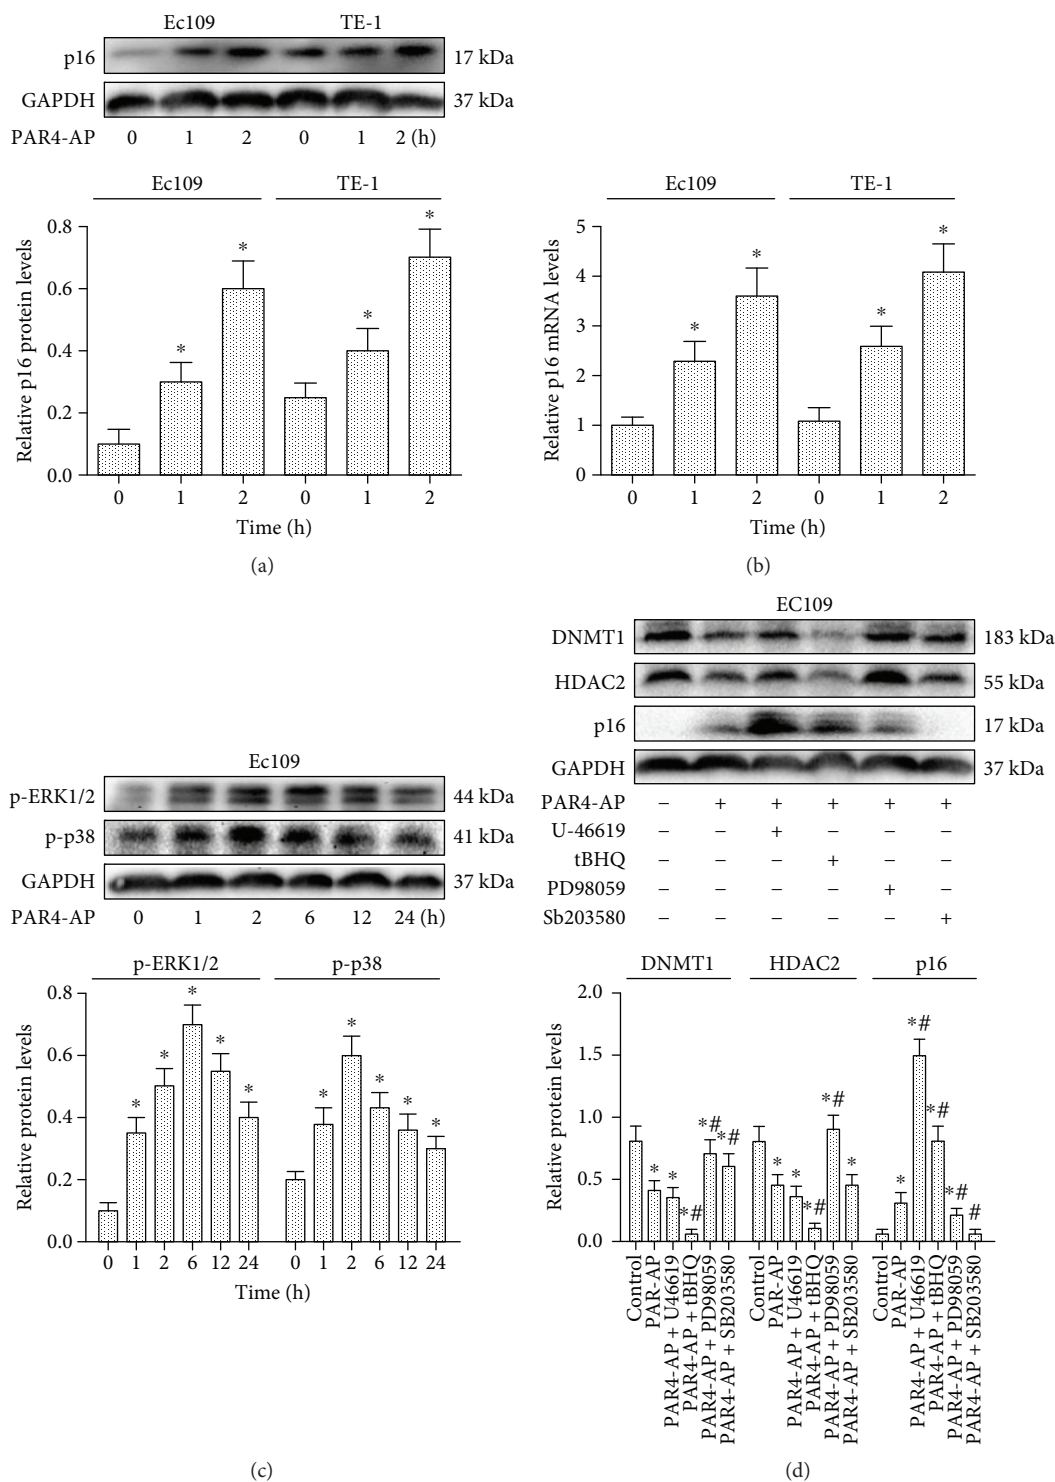 Ec109 TE-1
p16 17 kDa
GAPDH 37 kDa
PAR4-AP 0 1 2 0 1 2 (h)
Ec109 TE-1
Relative p16 protein levels
0.8
0.6
0.4
0.2
0.0
* * * *
0 1 2 0 1 2
Time (h)
(a)
Ec109 TE-1
Relative p16 mRNA levels
5
4
3
2
1
0
* * * *
0 1 2 0 1 2
Time (h)
(b)
Ec109
p-ERK1/2 44 kDa
p-p38 41 kDa
GAPDH 37 kDa
PAR4-AP 0 1 2 6 12 24 (h)
p-ERK1/2 p-p38
Relative protein levels
0.8
0.6
0.4
0.2
0.0
* * * * * * * * * *
0 1 2 6 12 24 0 1 2 6 12 24
Time (h)
(c)
EC109
DNMT1 183 kDa
HDAC2 55 kDa
p16 17 kDa
GAPDH 37 kDa
PAR4-AP – + + + + +
U-46619 – – + – – –
tBHQ – – – + – –
PD98059 – – – – + –
Sb203580 – – – – – +
DNMT1 HDAC2 p16
Relative protein levels
2.0
1.5
1.0
0.5
0.0
* * *# *# *# * * *# *# * * *# *# *# #
Control
PAR-AP
PAR4-AP + U46619
PAR4-AP + tBHQ
PAR4-AP + PD98059
PAR4-AP + SB203580
Control
PAR-AP
PAR4-AP + U46619
PAR4-AP + tBHQ
PAR4-AP + PD98059
PAR4-AP + SB203580
Control
PAR-AP
PAR4-AP + U46619
PAR4-AP + tBHQ
PAR4-AP + PD98059
PAR4-AP + SB203580
(d)